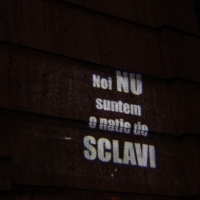 Noi NU
suntem
o natie de
SCLAVI